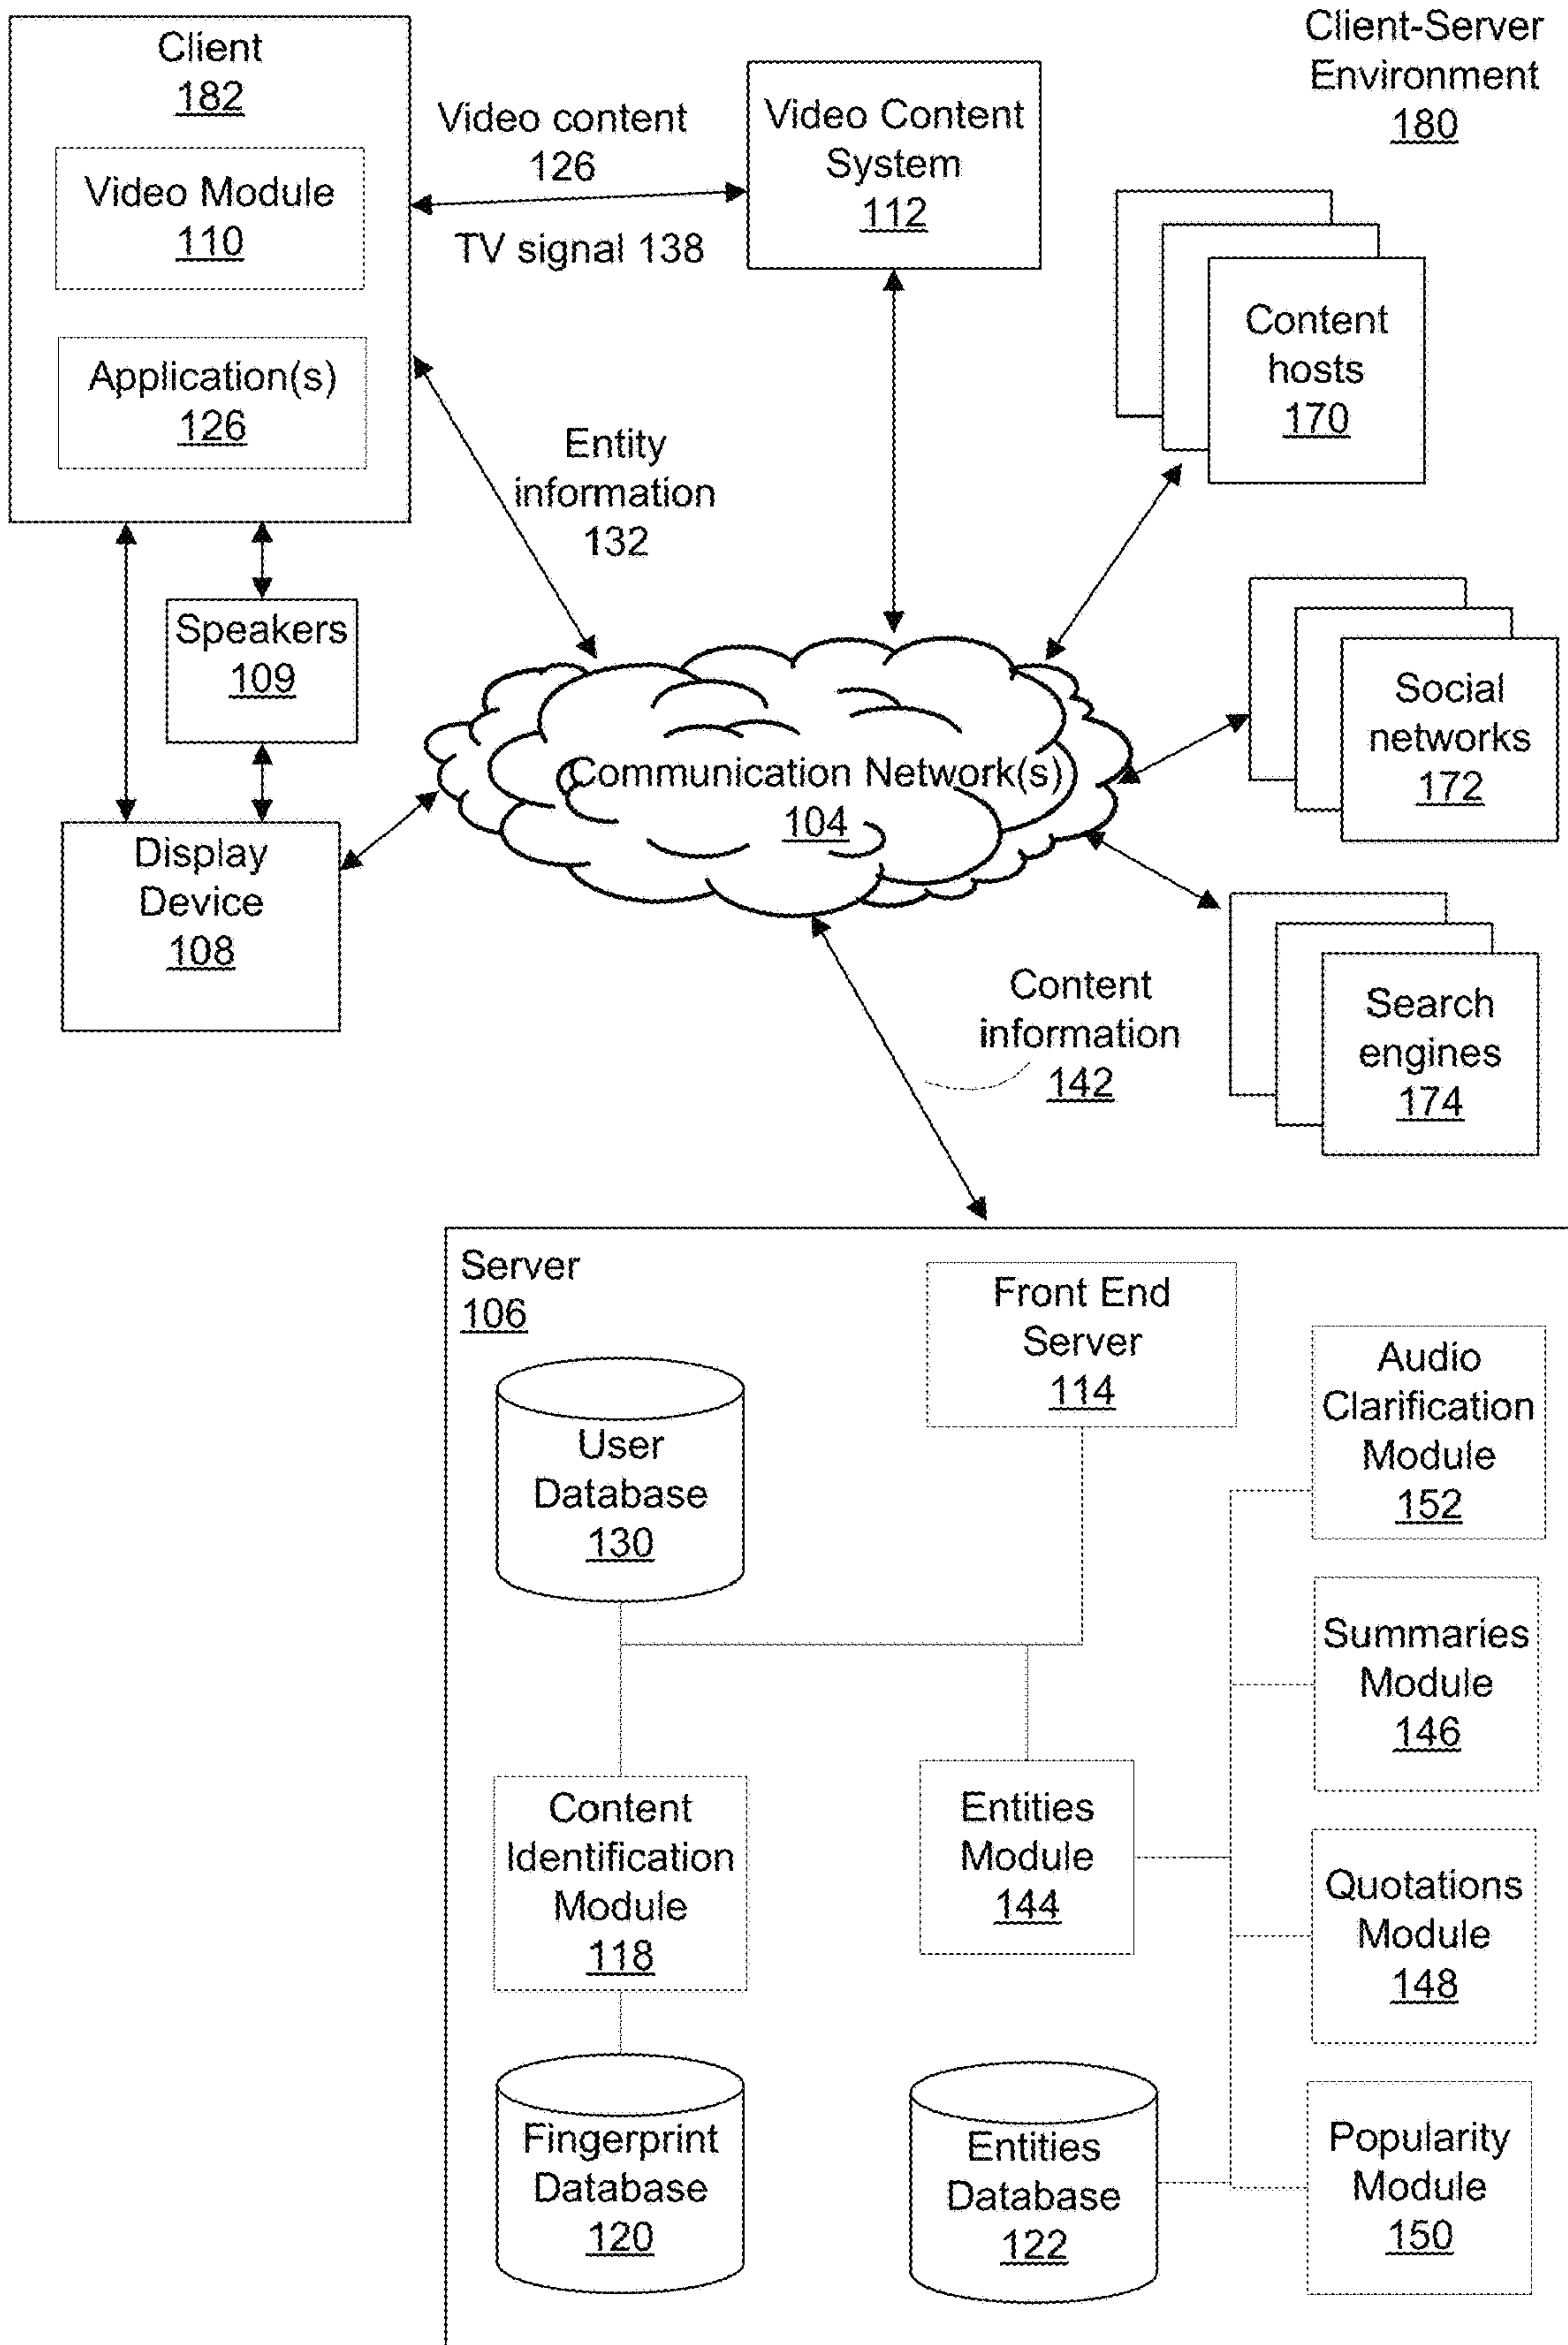 Client
182
Video Module
110
Application(s)
126
Video content
126
TV signal 138
Video Content
System
112
Client-Server
Environment
180
Content
hosts
170
Entity
information
132
Speakers
109
Social
networks
172
Communication Network(s)
104
Display
Device
108
Content
information
142
Search
engines
174
Server
106
Front End
Server
114
Audio
Clarification
Module
152
User
Database
130
Summaries
Module
146
Content
Identification
Module
118
Entities
Module
144
Quotations
Module
148
Fingerprint
Database
120
Entities
Database
122
Popularity
Module
150